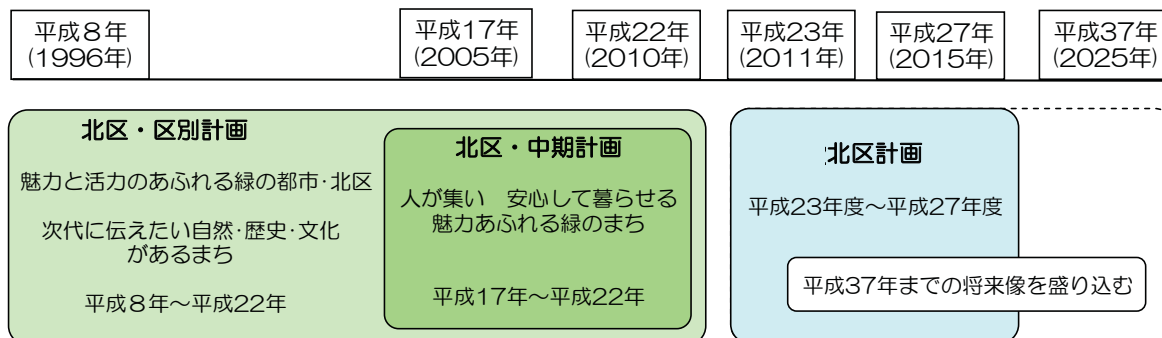 平成8年
(1996年)
平成17年
(2005年)
平成22年
(2010年)
平成23年
(2011年)
平成27年
(2015年)
平成37年
(2025年)
北区・区別計画
魅力と活力のあふれる緑の都市・北区
次代に伝えたい自然・歴史・文化
があるまち
平成8年～平成22年
北区・中期計画
人が集い　安心して暮らせる
魅力あふれる緑のまち
平成17年～平成22年
北区計画
平成23年度～平成27年度
平成37年までの将来像を盛り込む